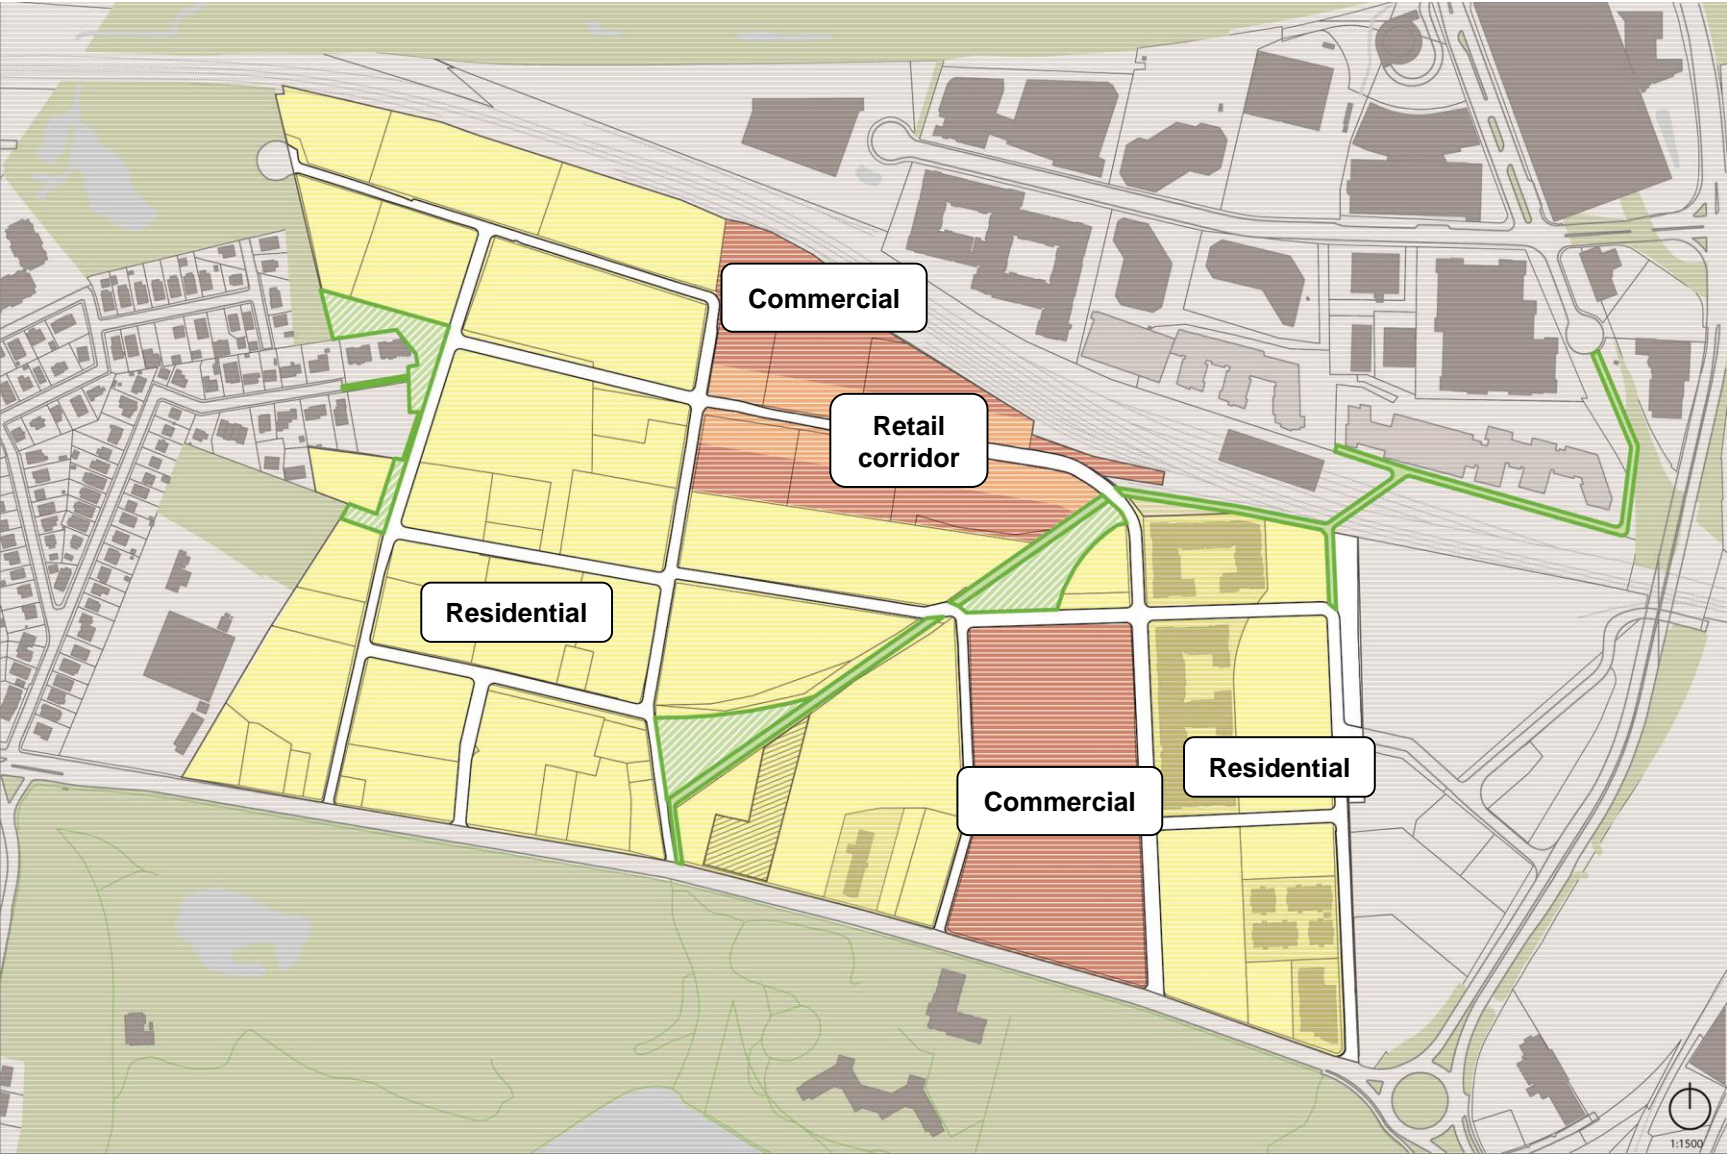 Commercial
Retail
corridor
Residential
Residential
Commercial
1:1500